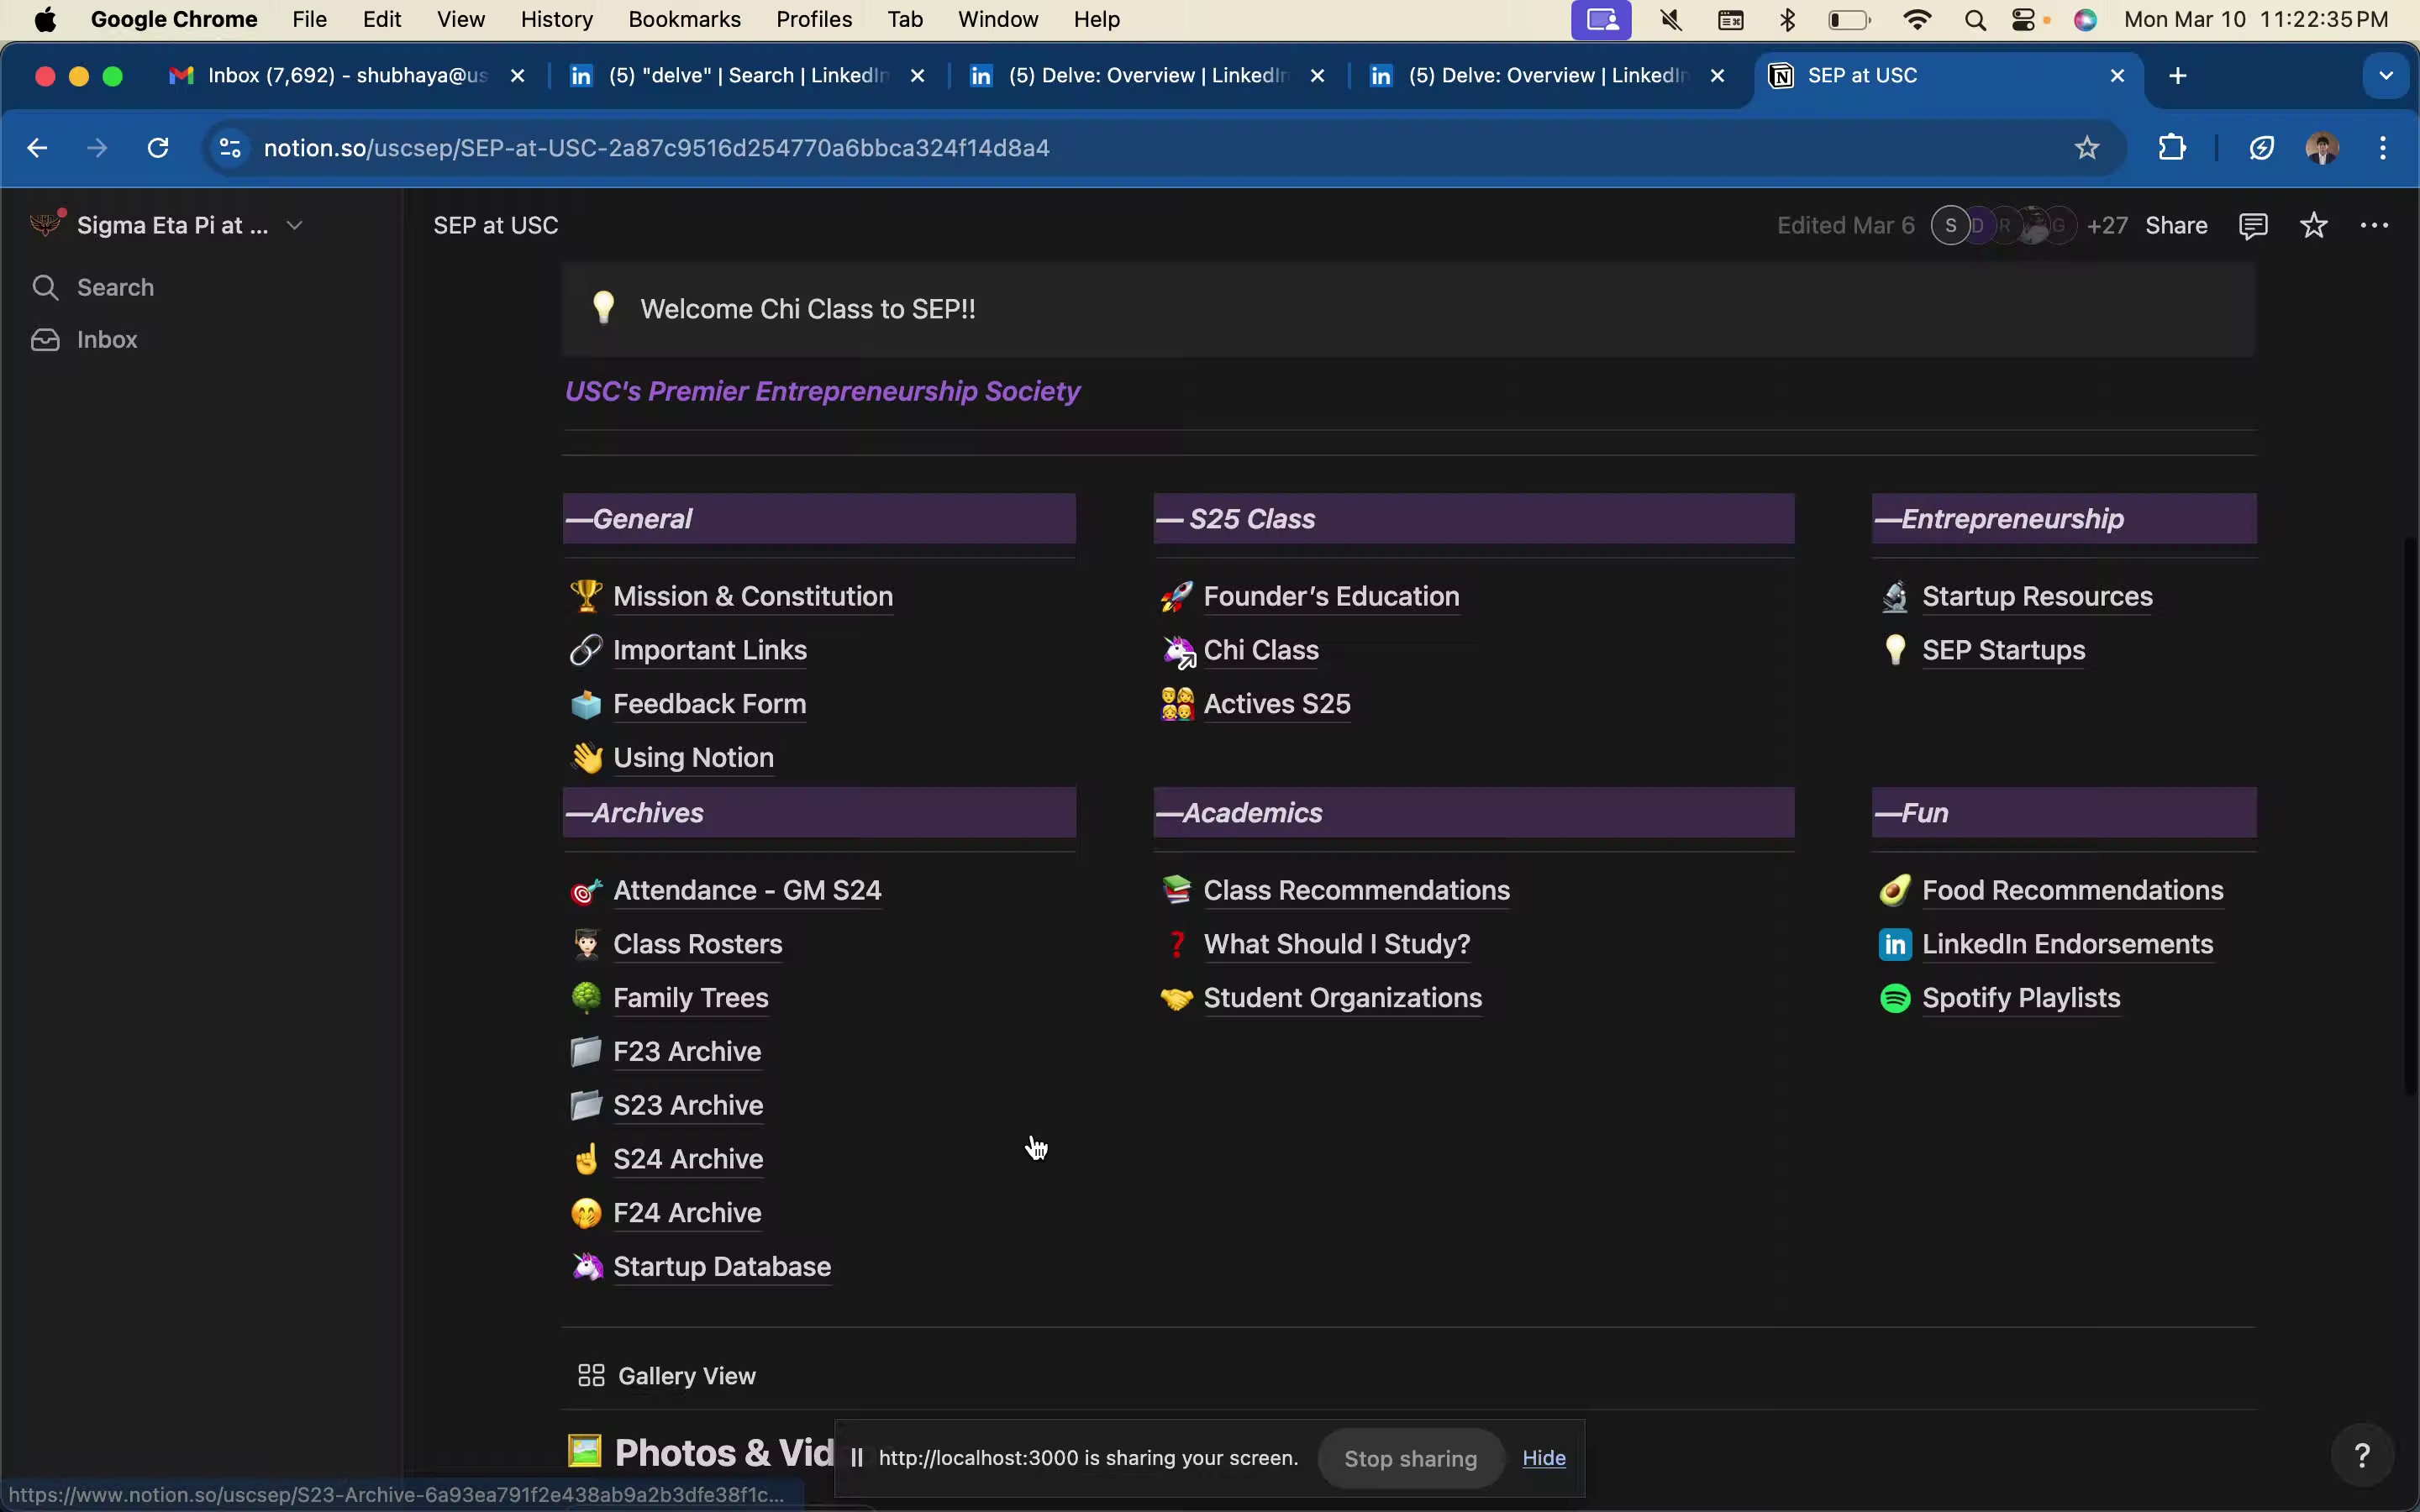 Google Chrome File Edit View History Bookmarks Profiles Tab Window Help Mon Mar 10 11:22:35 PM
Inbox (7,692) - shubhaya@us
(5) "delve" | Search | LinkedIn
(5) Delve: Overview | LinkedIn
(5) Delve: Overview | LinkedIn
SEP at USC
notion.so/uscsep/SEP-at-USC-2a87c9516d254770a6bbca324f14d8a4
Sigma Eta Pi at ...
Search
Inbox
SEP at USC
Edited Mar 6 S D R G +27 Share
Welcome Chi Class to SEP!!
USC's Premier Entrepreneurship Society
—General
Mission & Constitution
Important Links
Feedback Form
Using Notion
— S25 Class
Founder's Education
Chi Class
Actives S25
—Entrepreneurship
Startup Resources
SEP Startups
—Archives
Attendance - GM S24
Class Rosters
Family Trees
F23 Archive
S23 Archive
S24 Archive
F24 Archive
Startup Database
—Academics
Class Recommendations
What Should I Study?
Student Organizations
—Fun
Food Recommendations
LinkedIn Endorsements
Spotify Playlists
Gallery View
Photos & Vid
http://localhost:3000 is sharing your screen. Stop sharing Hide
https://www.notion.so/uscsep/S23-Archive-6a93ea791f2e438ab9a2b3dfe38f1c...
?